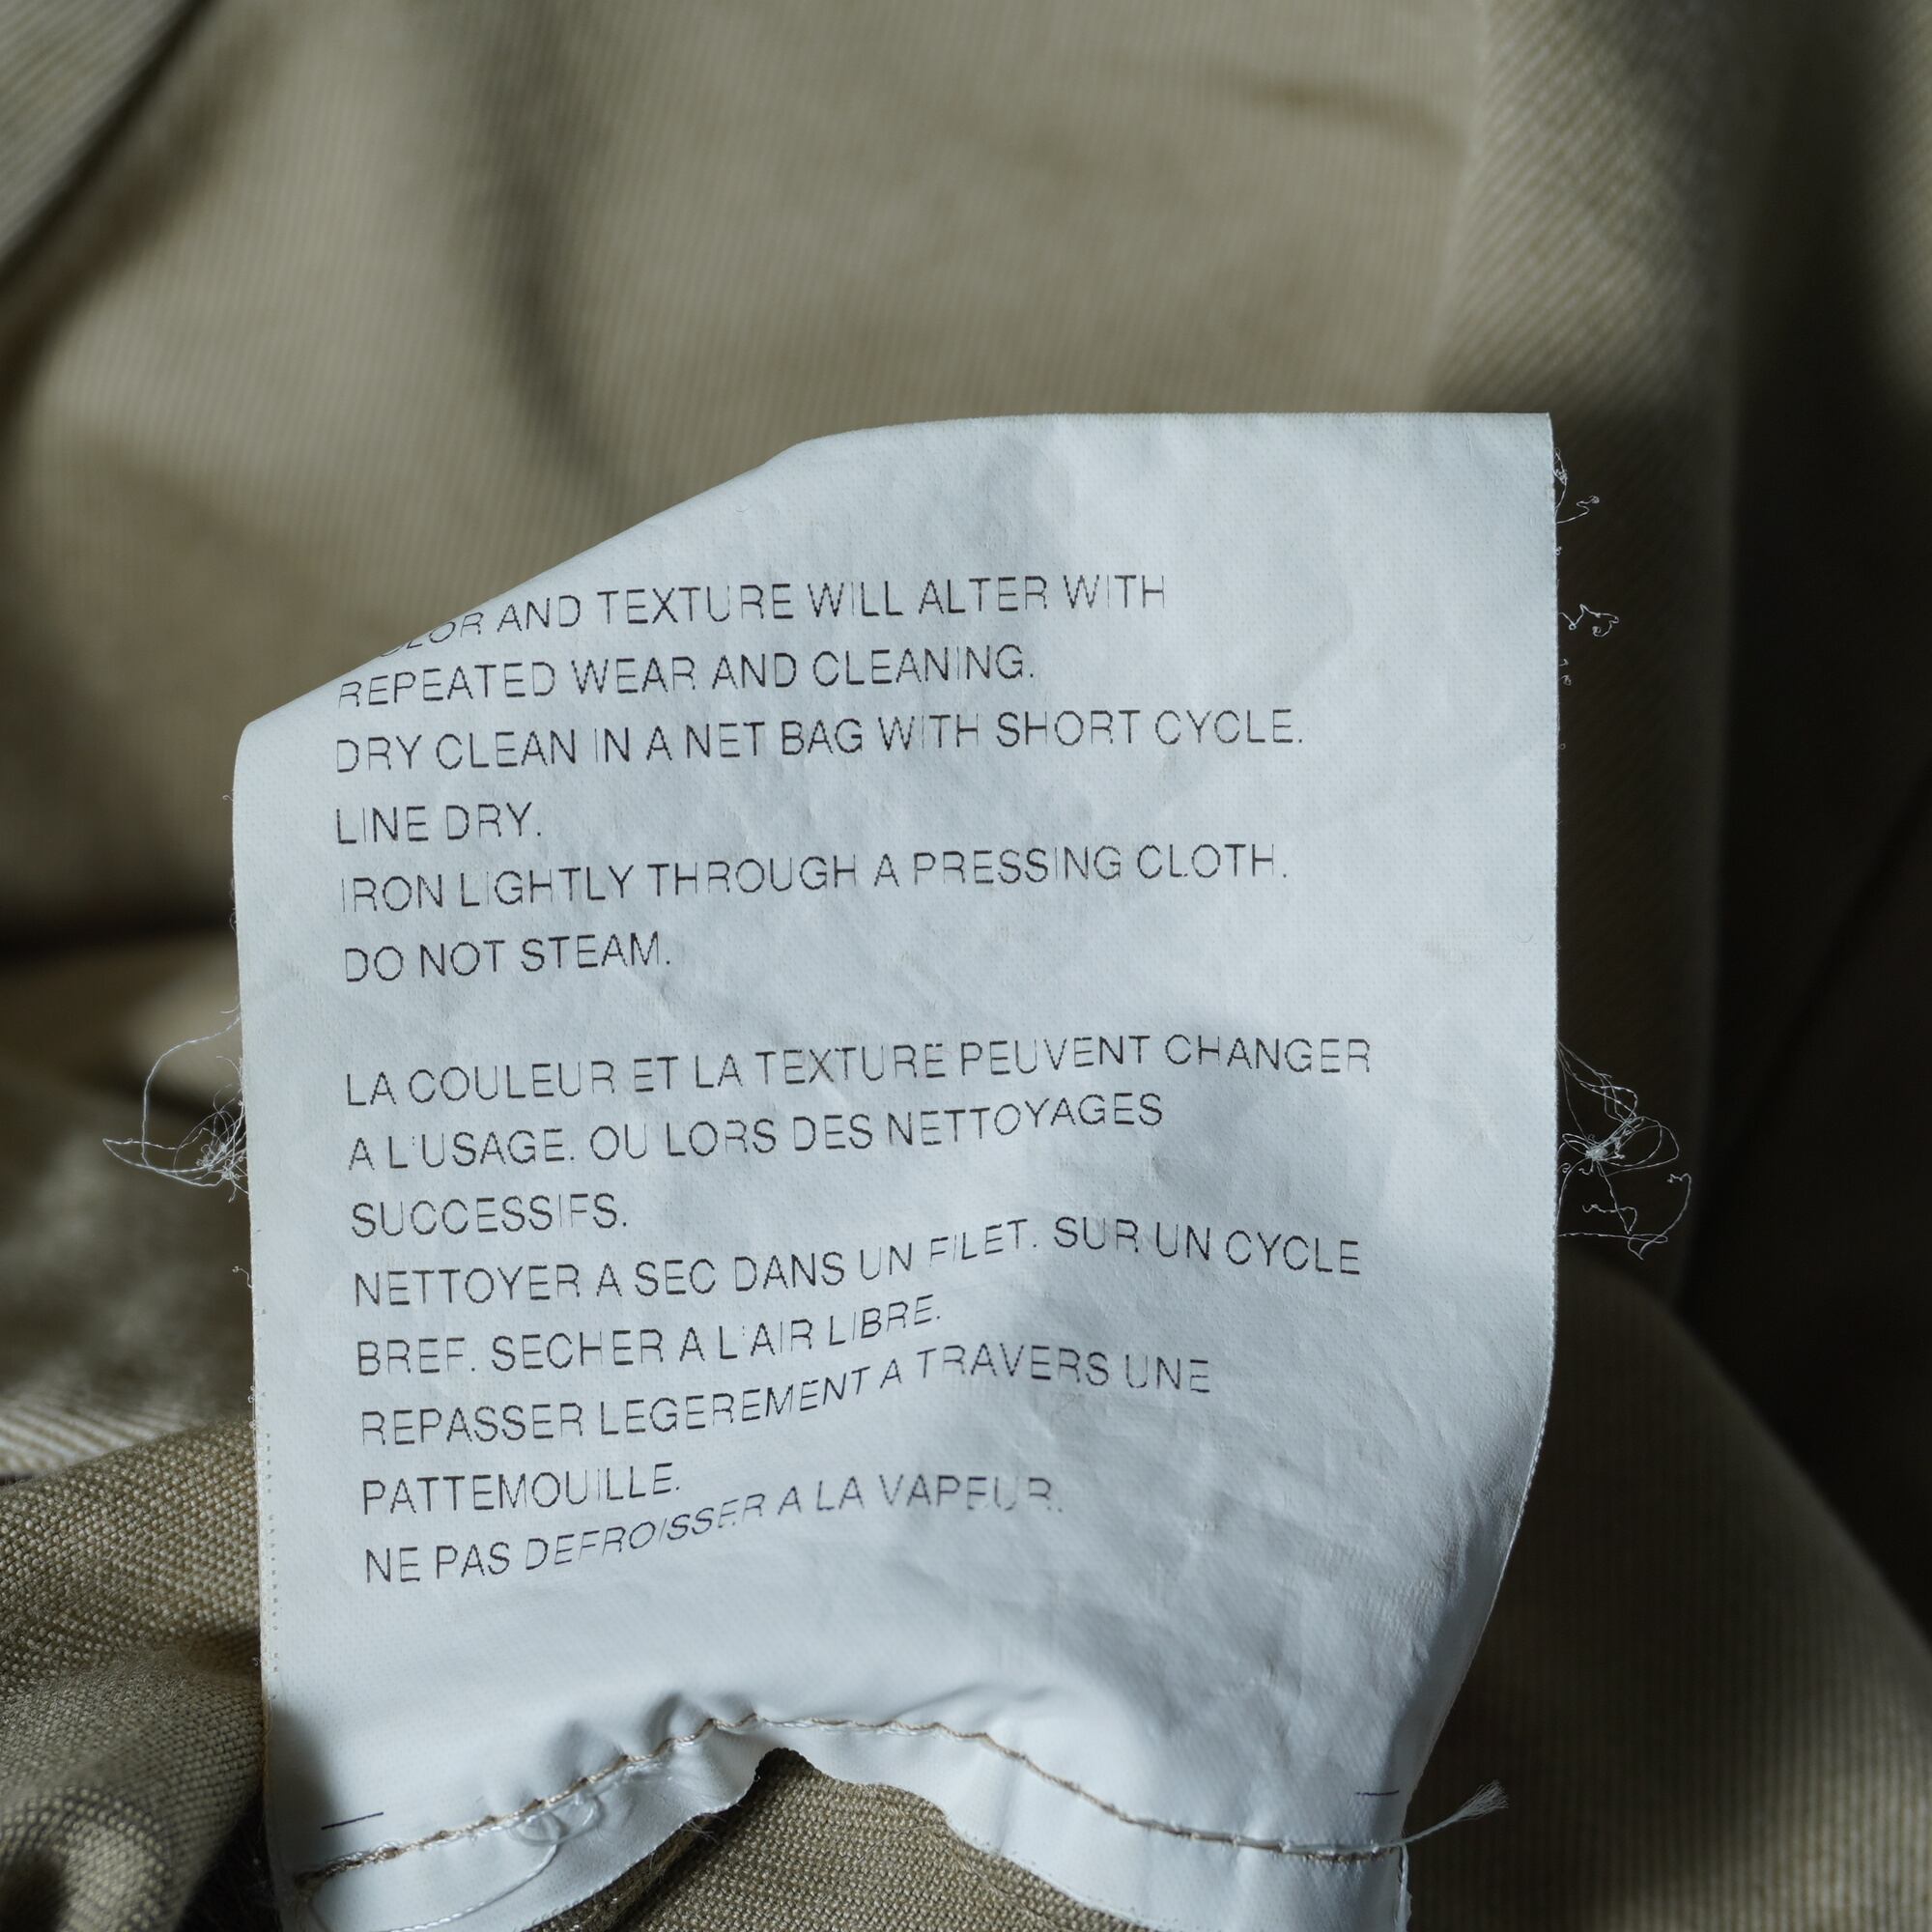 COLOR AND TEXTURE WILL ALTER WITH
REPEATED WEAR AND CLEANING.
DRY CLEAN IN A NET BAG WITH SHORT CYCLE.
LINE DRY.
IRON LIGHTLY THROUGH A PRESSING CLOTH.
DO NOT STEAM.
LA COULEUR ET LA TEXTURE PEUVENT CHANGER
A L'USAGE. OU LORS DES NETTOYAGES
SUCCESSIFS.
NETTOYER A SEC DANS UN FILET. SUR UN CYCLE
BREF. SECHER A L'AIR LIBRE.
REPASSER LEGEREMENT A TRAVERS UNE
PATTEMOUILLE.
NE PAS DEFROISSER A LA VAPEUR.